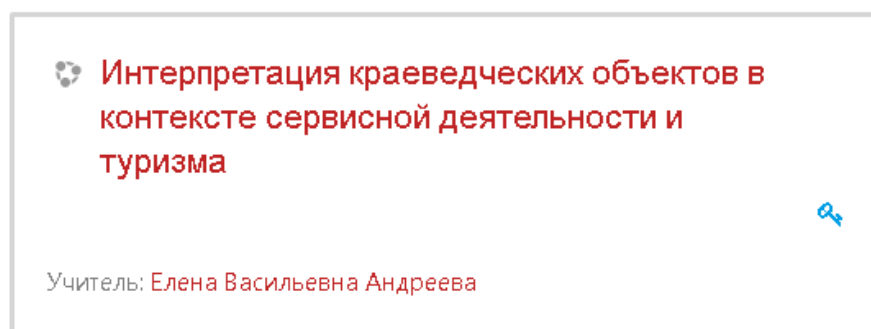 Интерпретация краеведческих объектов в
контексте сервисной деятельности и
туризма
Учитель: Елена Васильевна Андреева